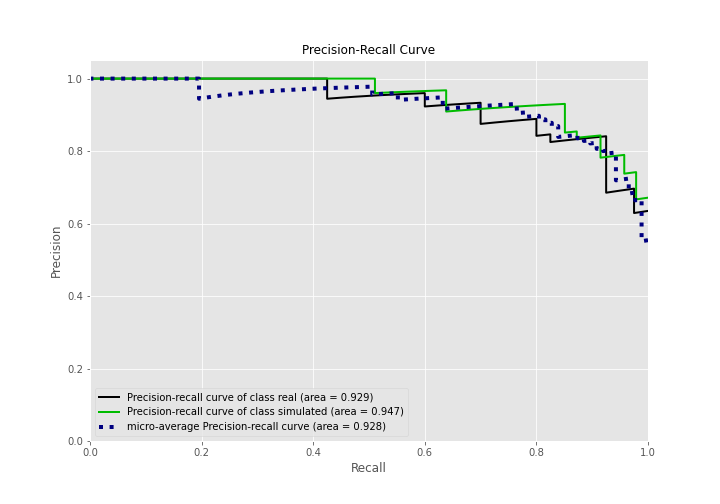 Precision-Recall Curve
1.0
0.8
0.6
0.4
0.2
0.0
Precision
Precision-recall curve of class real (area = 0.929)
Precision-recall curve of class simulated (area = 0.947)
micro-average Precision-recall curve (area = 0.928)
0.0 0.2 0.4 0.6 0.8 1.0
Recall